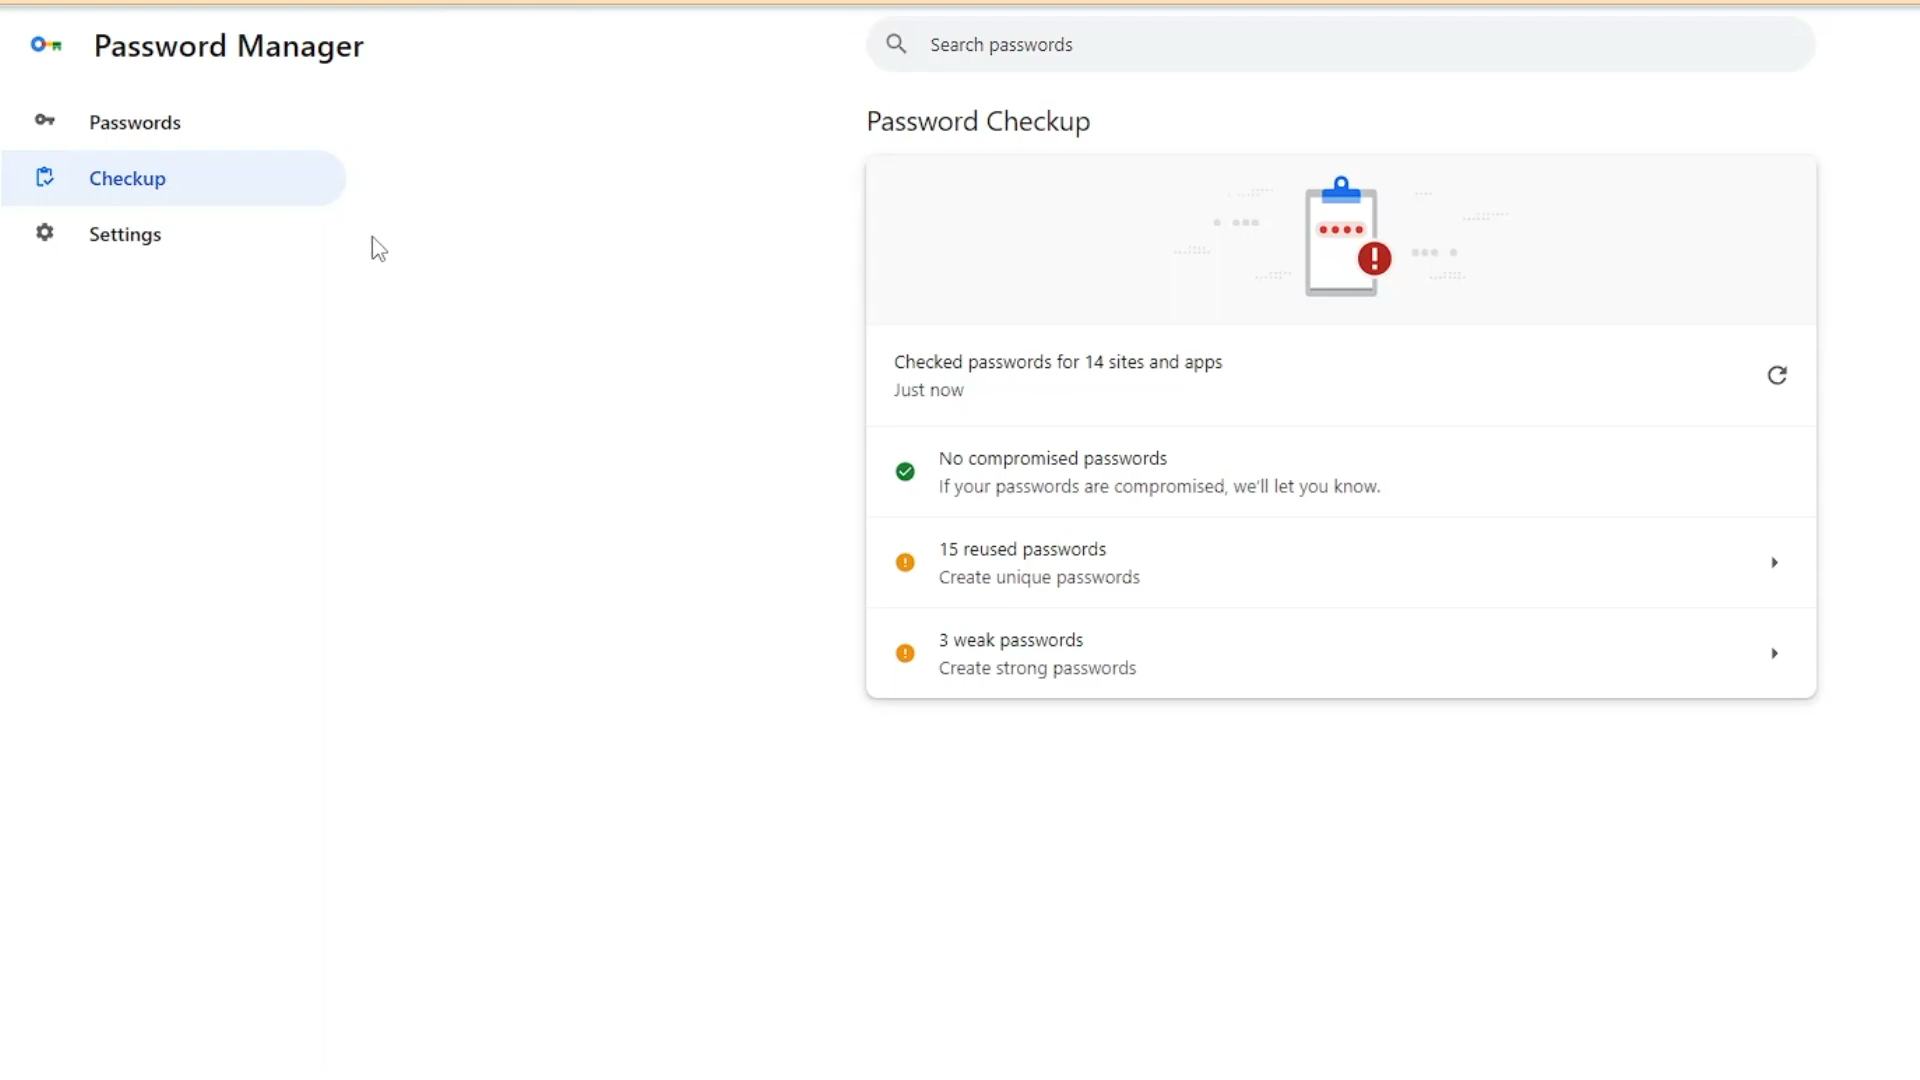 Password Manager
Search passwords
Passwords
Checkup
Settings
Password Checkup
Checked passwords for 14 sites and apps
Just now
No compromised passwords
If your passwords are compromised, we'll let you know.
15 reused passwords
Create unique passwords
3 weak passwords
Create strong passwords